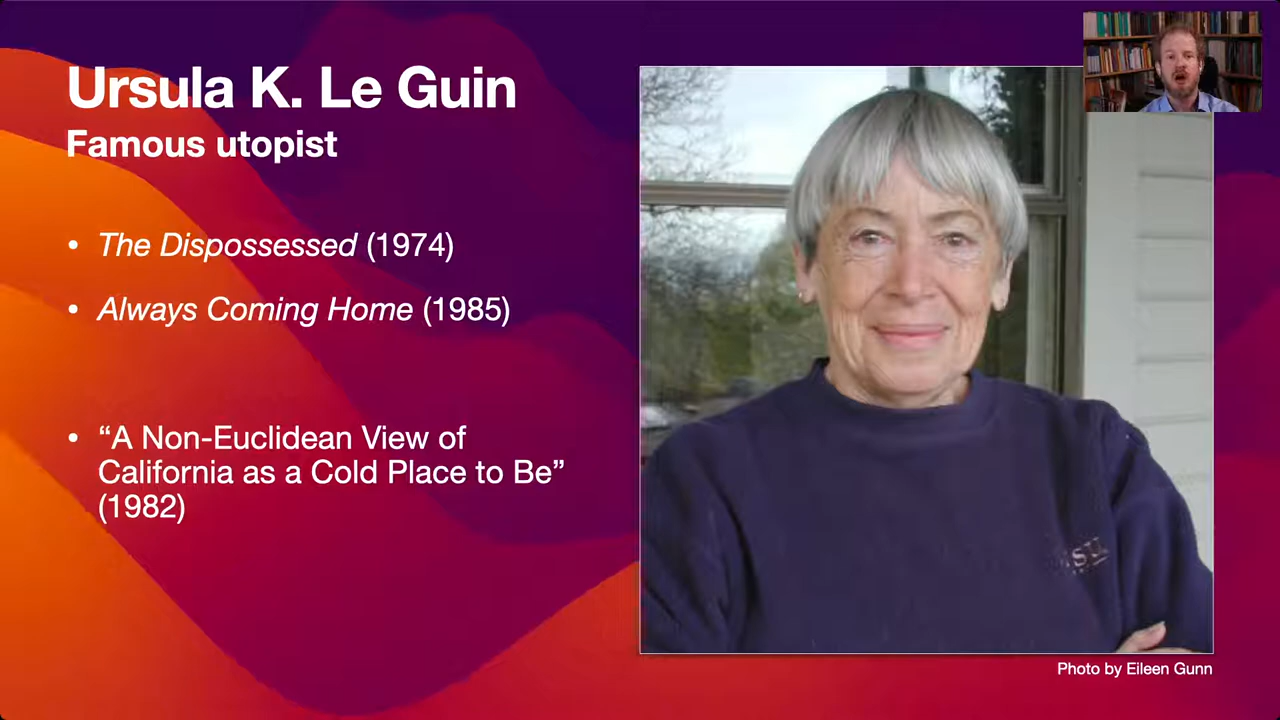 Ursula K. Le Guin
Famous utopist
• The Dispossessed (1974)
• Always Coming Home (1985)
• “A Non-Euclidean View of
California as a Cold Place to Be”
(1982)
Photo by Eileen Gunn